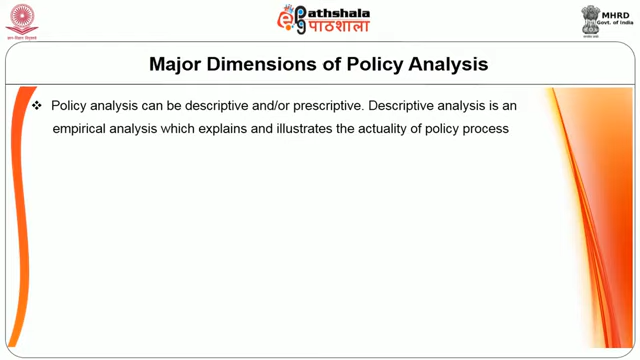 Pathshala
पाठशाला
MHRD
Govt. of India
Major Dimensions of Policy Analysis
❖ Policy analysis can be descriptive and/or prescriptive. Descriptive analysis is an
empirical analysis which explains and illustrates the actuality of policy process